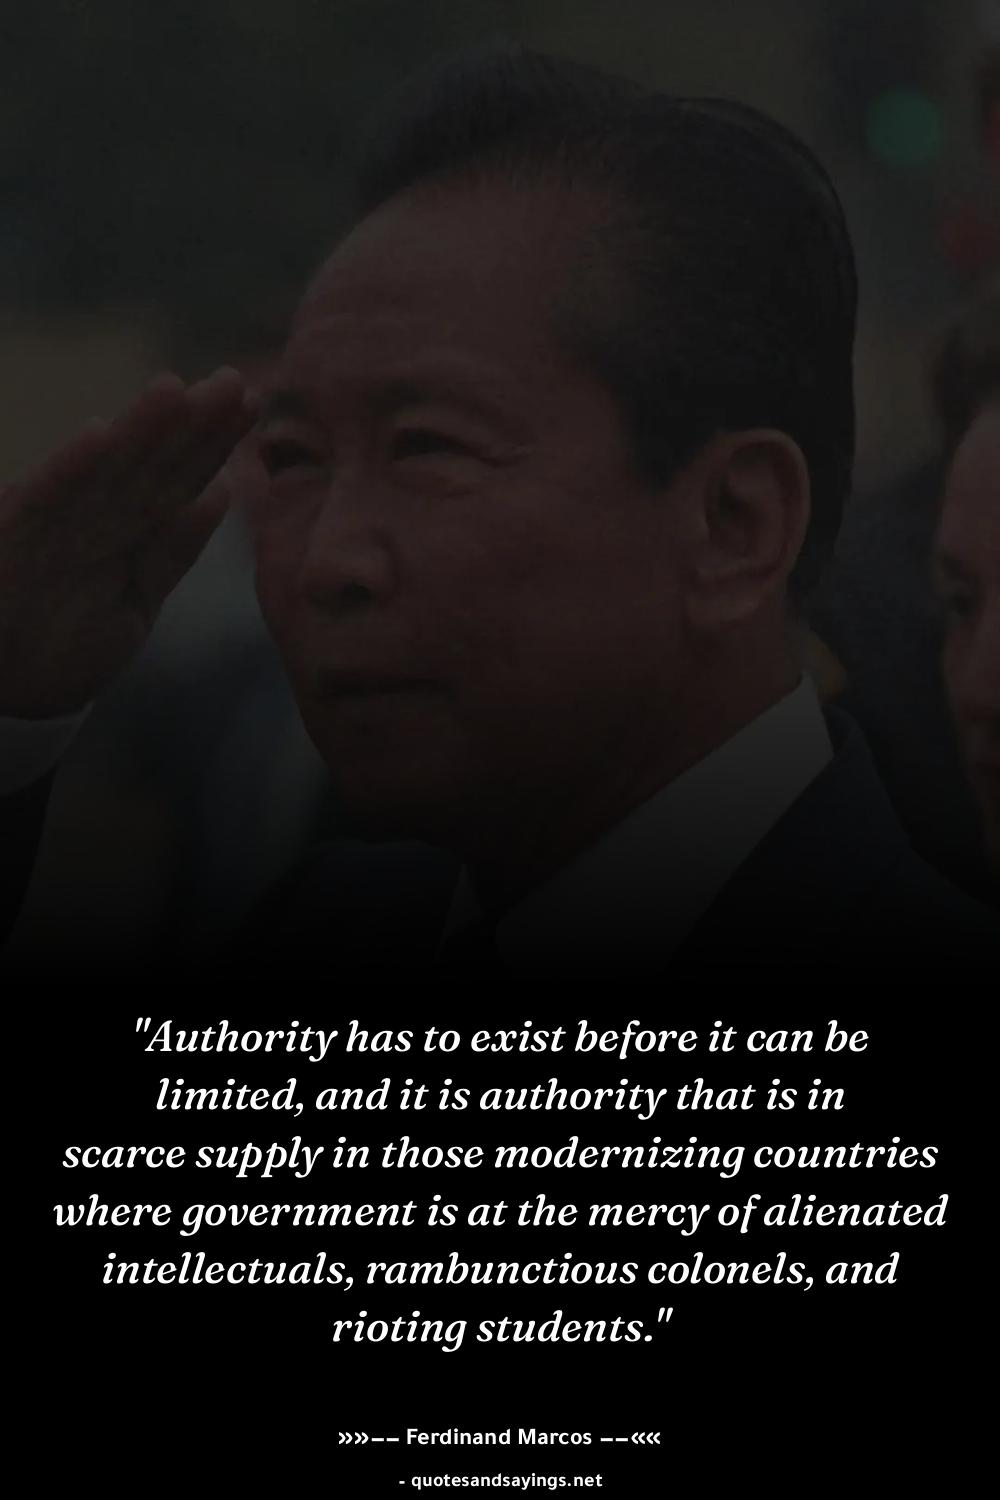 "Authority has to exist before it can be
limited, and it is authority that is in
scarce supply in those modernizing countries
where government is at the mercy of alienated
intellectuals, rambunctious colonels, and
rioting students."
»»−− Ferdinand Marcos −−««
- quotesandsayings.net